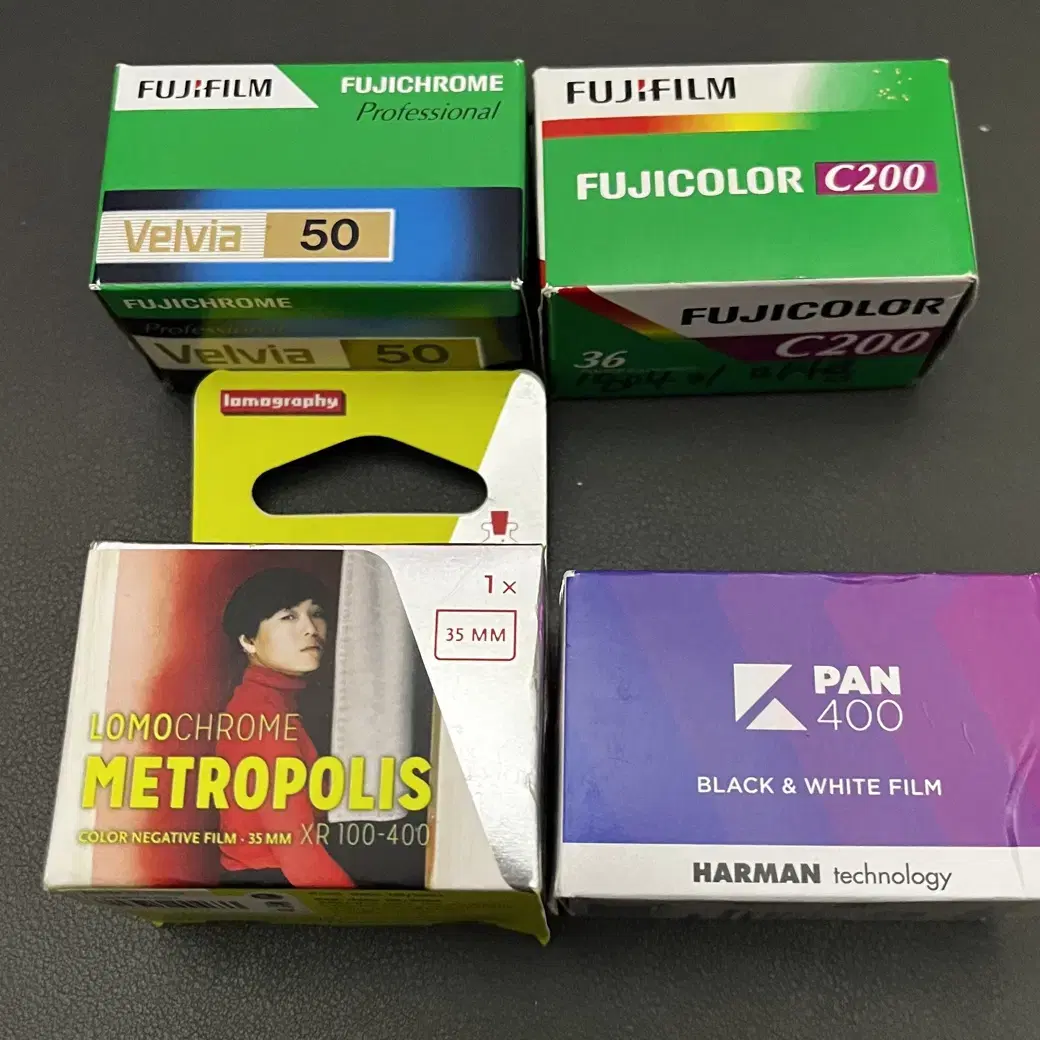 FUJIFILM
FUJICHROME
Professional
Velvia 50
FUJICHROME
Professional
Velvia 50
FUJIFILM
FUJICOLOR C200
FUJICOLOR
C200
36
lomography
1×
35 MM
LOMOCHROME
METROPOLIS
COLOR NEGATIVE FILM · 35 MM XR 100-400
PAN
400
BLACK & WHITE FILM
HARMAN technology